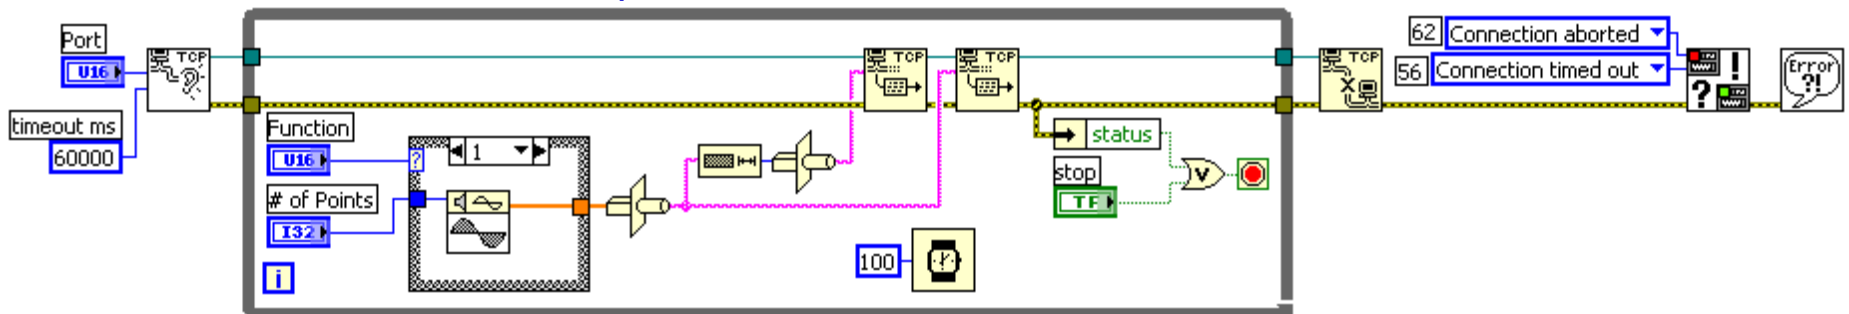 Port
U16
timeout ms
60000
TCP
Function
U16
# of Points
I32
i
?
1
TCP
TCP
100
status
stop
TF
V
TCP
62 Connection aborted
56 Connection timed out
!
?
Error
?!